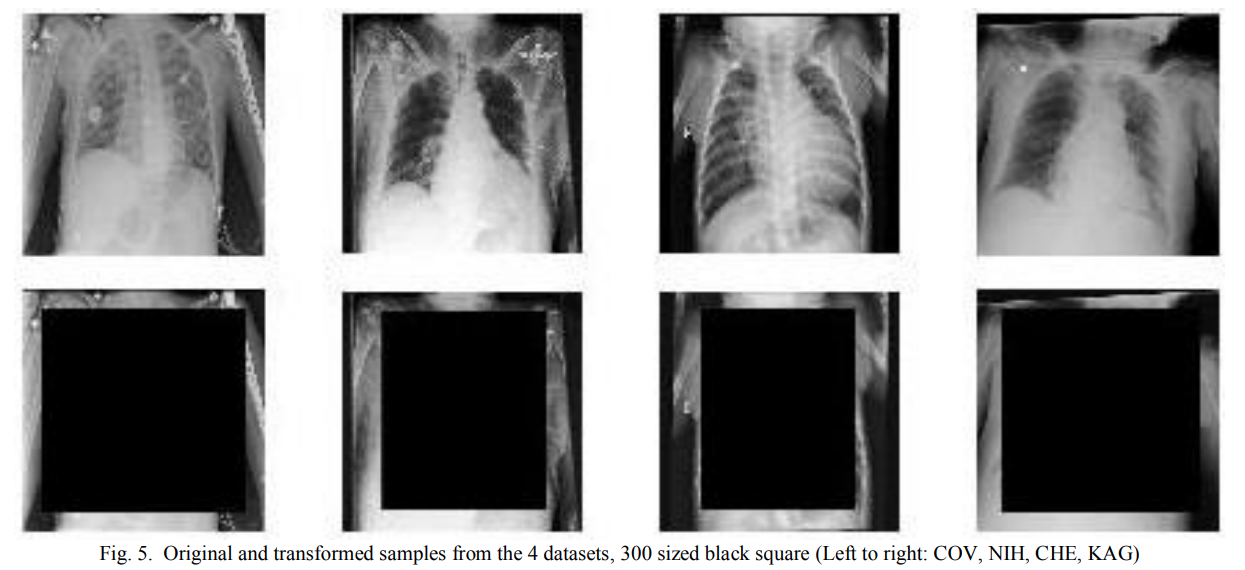 Fig. 5. Original and transformed samples from the 4 datasets, 300 sized black square (Left to right: COV, NIH, CHE, KAG)